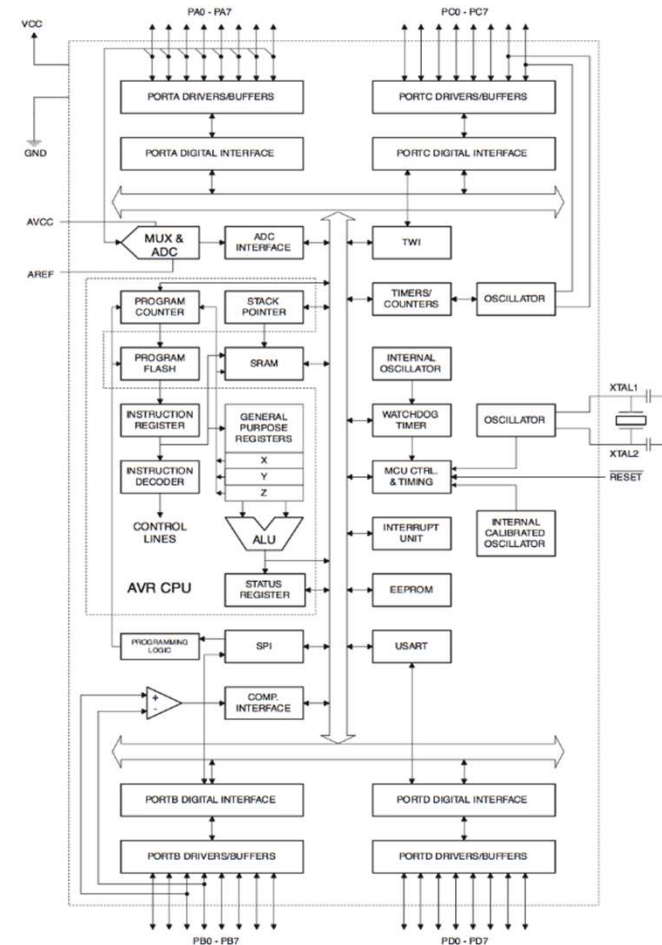 PA0 - PA7
PC0 - PC7
VCC
PORTA DRIVERS/BUFFERS
PORTC DRIVERS/BUFFERS
GND
PORTA DIGITAL INTERFACE
PORTC DIGITAL INTERFACE
AVCC
MUX &
ADC
ADC
INTERFACE
TWI
AREF
PROGRAM
COUNTER
STACK
POINTER
TIMERS/
COUNTERS
OSCILLATOR
PROGRAM
FLASH
SRAM
INTERNAL
OSCILLATOR
XTAL1
INSTRUCTION
REGISTER
GENERAL
PURPOSE
REGISTERS
WATCHDOG
TIMER
OSCILLATOR
XTAL2
X
INSTRUCTION
DECODER
Y
MCU CTRL.
& TIMING
RESET
Z
CONTROL
LINES
ALU
INTERRUPT
UNIT
INTERNAL
CALIBRATED
OSCILLATOR
AVR CPU
STATUS
REGISTER
EEPROM
PROGRAMMING
LOGIC
SPI
USART
+
-
COMP.
INTERFACE
PORTB DIGITAL INTERFACE
PORTD DIGITAL INTERFACE
PORTB DRIVERS/BUFFERS
PORTD DRIVERS/BUFFERS
PB0 - PB7
PD0 - PD7